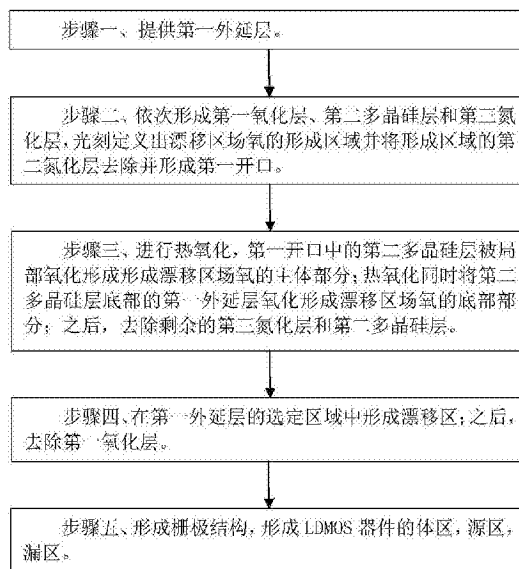 步骤一、提供第一外延层。
步骤二、依次形成第一氧化层、第二多晶硅层和第三氮
化层，光刻定义出漂移区场氧的形成区域并将形成区域的第
二氮化层去除并形成第一开口。
步骤三、进行热氧化，第一开口中的第二多晶硅层被局
部氧化形成形成漂移区场氧的主体部分；热氧化同时将第二
多晶硅层底部的第一外延层氧化形成漂移区场氧的底部部
分；之后，去除剩余的第三氮化层和第二多晶硅层。
步骤四、在第一外延层的选定区域中形成漂移区；之后，
去除第一氧化层。
步骤五、形成栅极结构，形成 LDMOS 器件的体区，源区，
漏区。